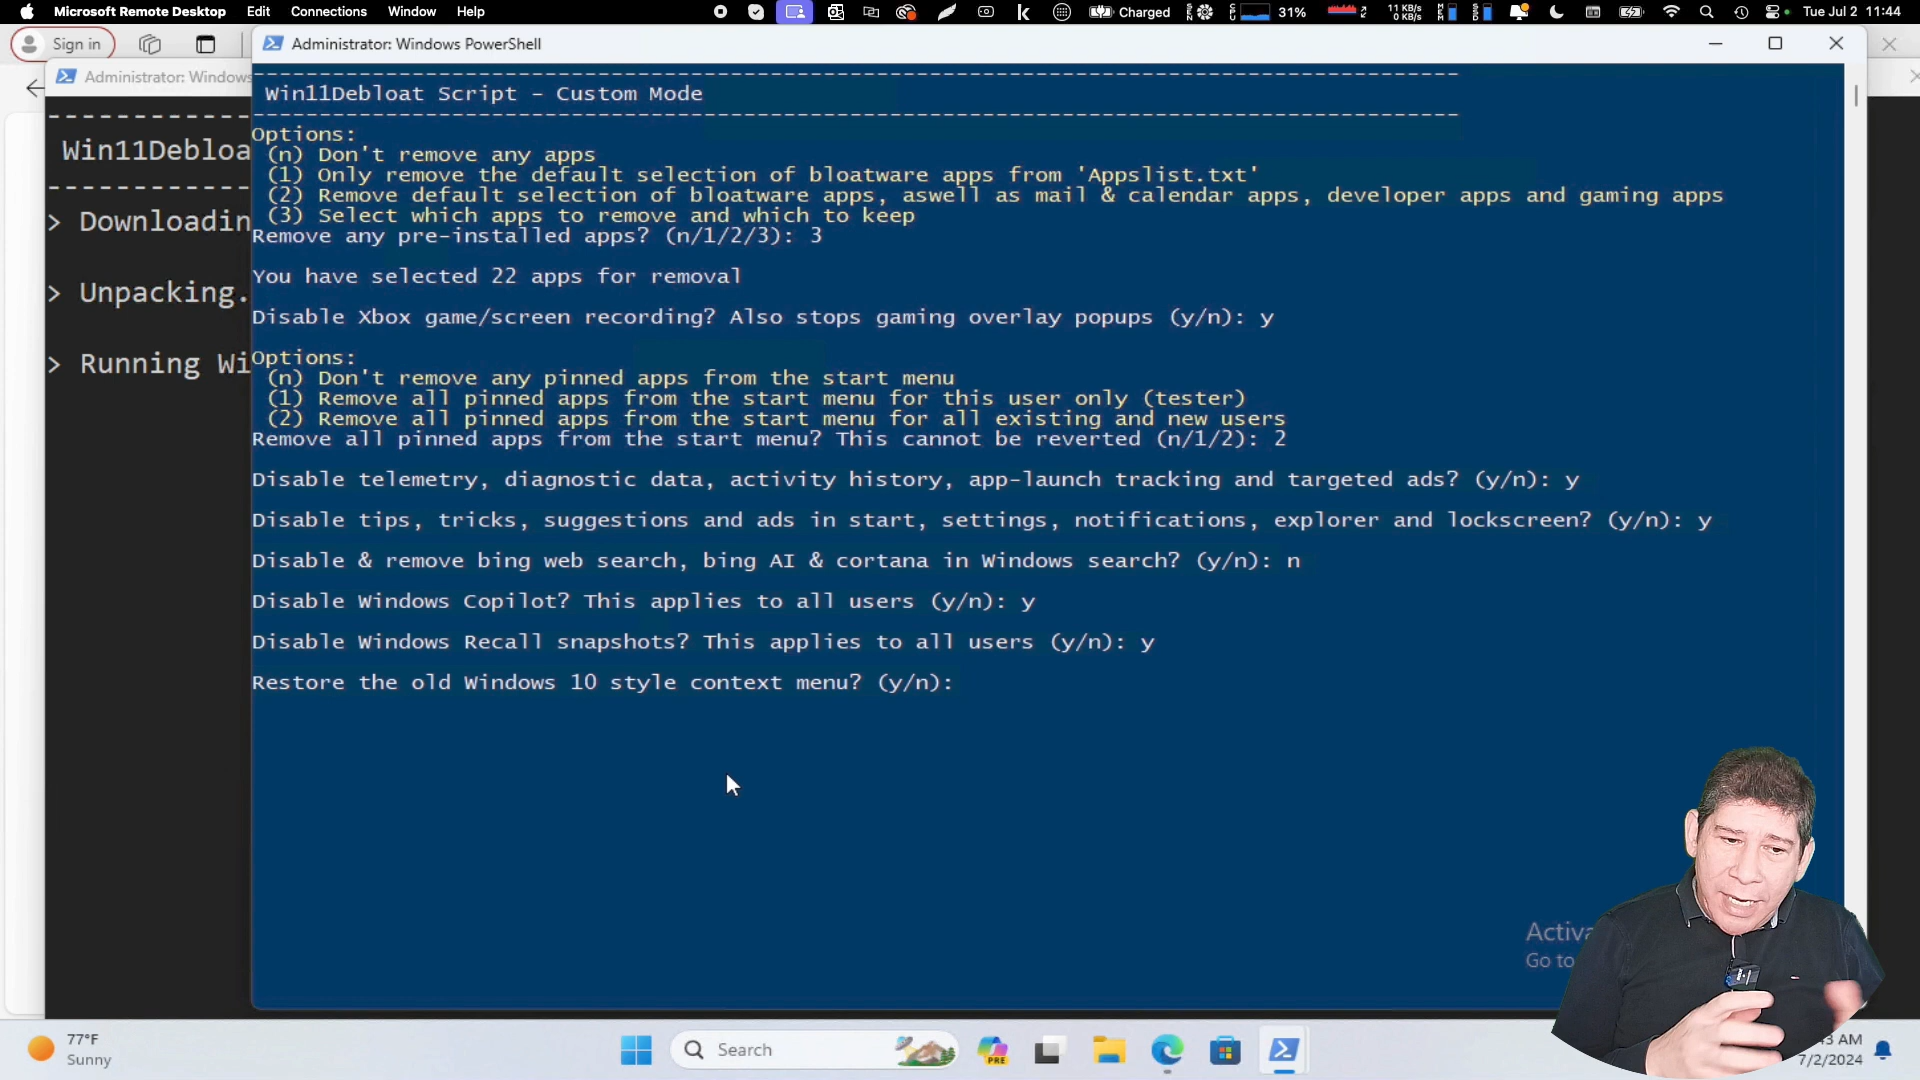 Microsoft Remote Desktop Edit Connections Window Help
Charged 31% 11 KB/s 0 KB/s Tue Jul 2 11:44
Sign in
Administrator: Windows
Win11Debloa
> Downloadin
> Unpacking.
> Running Wi
Administrator: Windows PowerShell
Win11Debloat Script - Custom Mode
Options:
(n) Don't remove any apps
(1) Only remove the default selection of bloatware apps from 'Appslist.txt'
(2) Remove default selection of bloatware apps, aswell as mail & calendar apps, developer apps and gaming apps
(3) Select which apps to remove and which to keep
Remove any pre-installed apps? (n/1/2/3): 3
You have selected 22 apps for removal
Disable Xbox game/screen recording? Also stops gaming overlay popups (y/n): y
Options:
(n) Don't remove any pinned apps from the start menu
(1) Remove all pinned apps from the start menu for this user only (tester)
(2) Remove all pinned apps from the start menu for all existing and new users
Remove all pinned apps from the start menu? This cannot be reverted (n/1/2): 2
Disable telemetry, diagnostic data, activity history, app-launch tracking and targeted ads? (y/n): y
Disable tips, tricks, suggestions and ads in start, settings, notifications, explorer and lockscreen? (y/n): y
Disable & remove bing web search, bing AI & cortana in Windows search? (y/n): n
Disable Windows Copilot? This applies to all users (y/n): y
Disable Windows Recall snapshots? This applies to all users (y/n): y
Restore the old Windows 10 style context menu? (y/n):
Activa
Go to
77°F
Sunny
Search
PRE
43 AM
7/2/2024